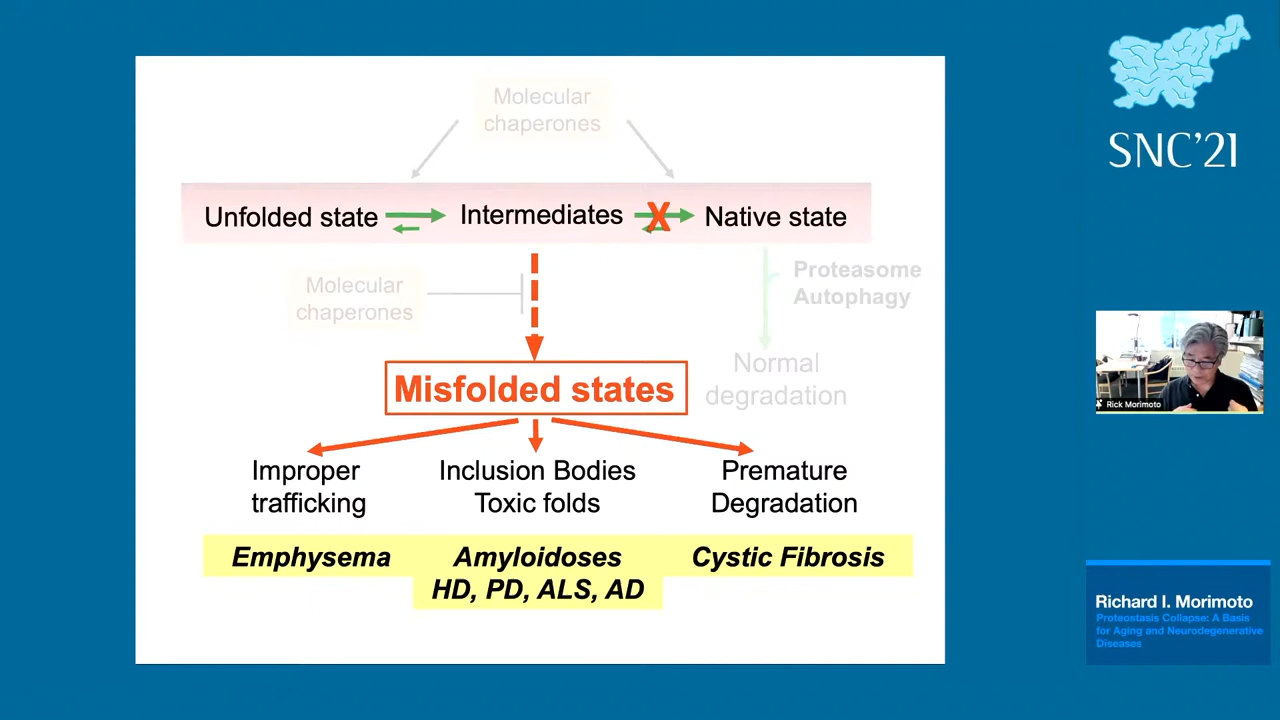 Molecular
chaperones
Unfolded state
Intermediates
X
Native state
Molecular
chaperones
Proteasome
Autophagy
Normal
degradation
Misfolded states
Improper
trafficking
Inclusion Bodies
Toxic folds
Premature
Degradation
Emphysema
Amyloidoses
HD, PD, ALS, AD
Cystic Fibrosis
SNC'21
Rick Morimoto
Richard I. Morimoto
Proteostasis Collapse: A Basis
for Aging and Neurodegenerative
Diseases